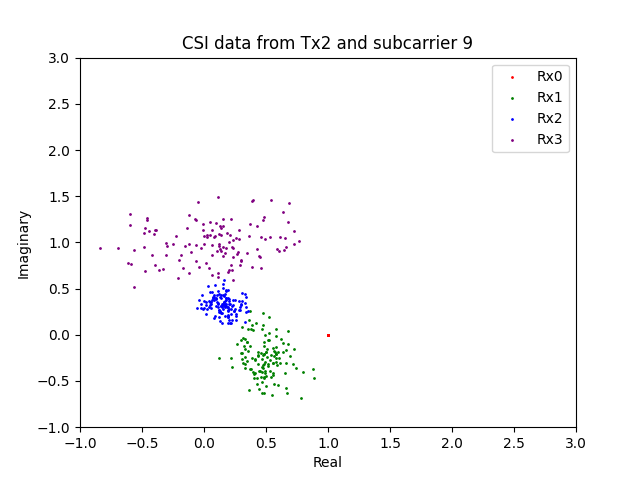 CSI data from Tx2 and subcarrier 9
3.0
2.5
2.0
1.5
1.0
0.5
0.0
−0.5
−1.0
Imaginary
Rx0
Rx1
Rx2
Rx3
−1.0 −0.5 0.0 0.5 1.0 1.5 2.0 2.5 3.0
Real